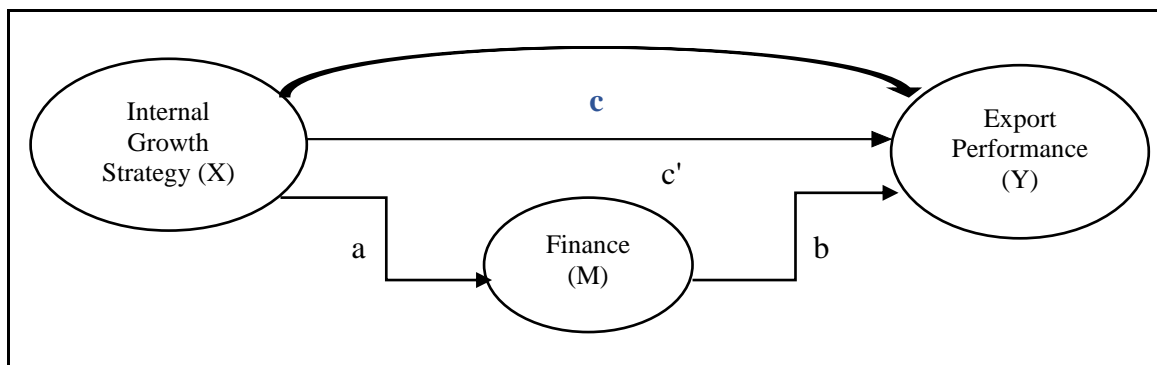 Internal
Growth
Strategy (X)
c
Export
Performance
(Y)
c'
a
Finance
(M)
b